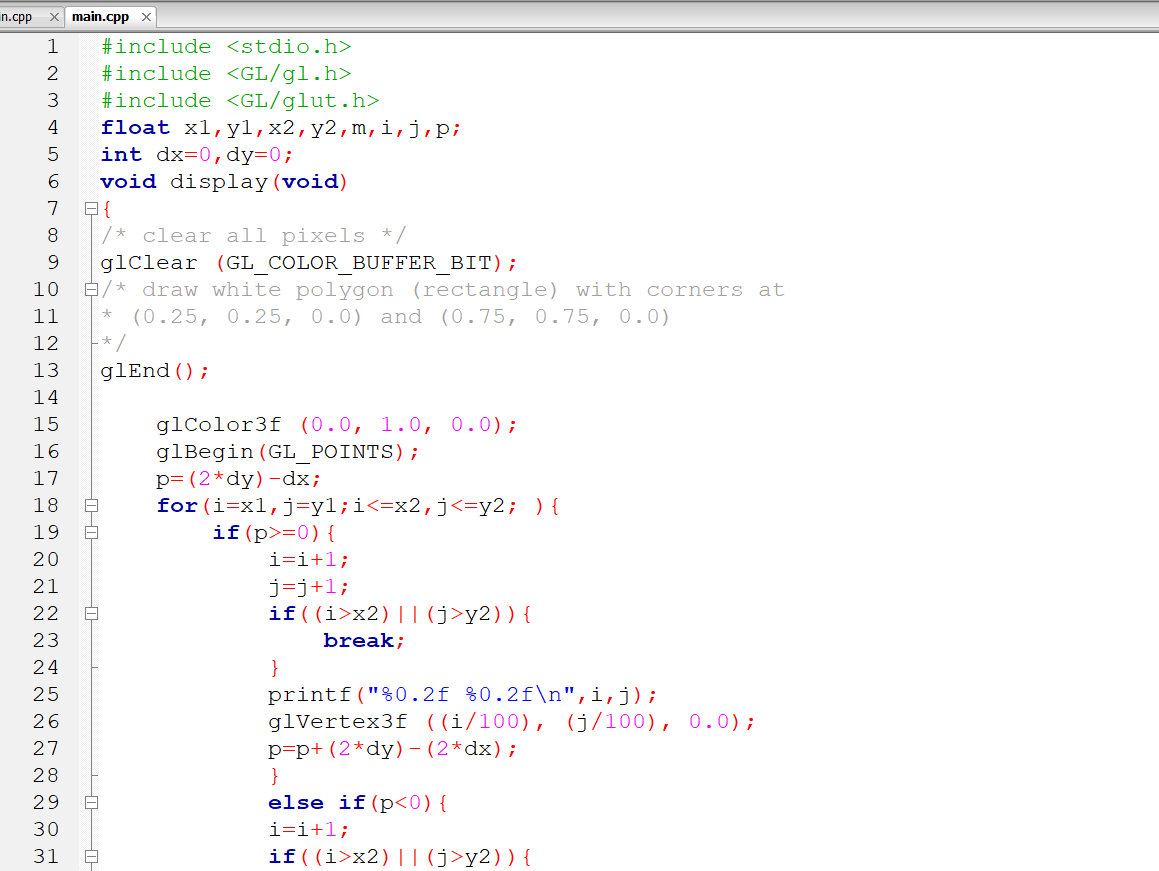 n.cpp × main.cpp ×
1 #include <stdio.h>
2 #include <GL/gl.h>
3 #include <GL/glut.h>
4 float x1,y1,x2,y2,m,i,j,p;
5 int dx=0,dy=0;
6 void display(void)
7 {
8 /* clear all pixels */
9 glClear (GL_COLOR_BUFFER_BIT);
10 /* draw white polygon (rectangle) with corners at
11 * (0.25, 0.25, 0.0) and (0.75, 0.75, 0.0)
12 */
13 glEnd();
14
15 glColor3f (0.0, 1.0, 0.0);
16 glBegin(GL_POINTS);
17 p=(2*dy)-dx;
18 for(i=x1,j=y1;i<=x2,j<=y2; ){
19 if(p>=0){
20 i=i+1;
21 j=j+1;
22 if((i>x2)||(j>y2)){
23 break;
24 }
25 printf("%0.2f %0.2f\n",i,j);
26 glVertex3f ((i/100), (j/100), 0.0);
27 p=p+(2*dy)-(2*dx);
28 }
29 else if(p<0){
30 i=i+1;
31 if((i>x2)||(j>y2)){